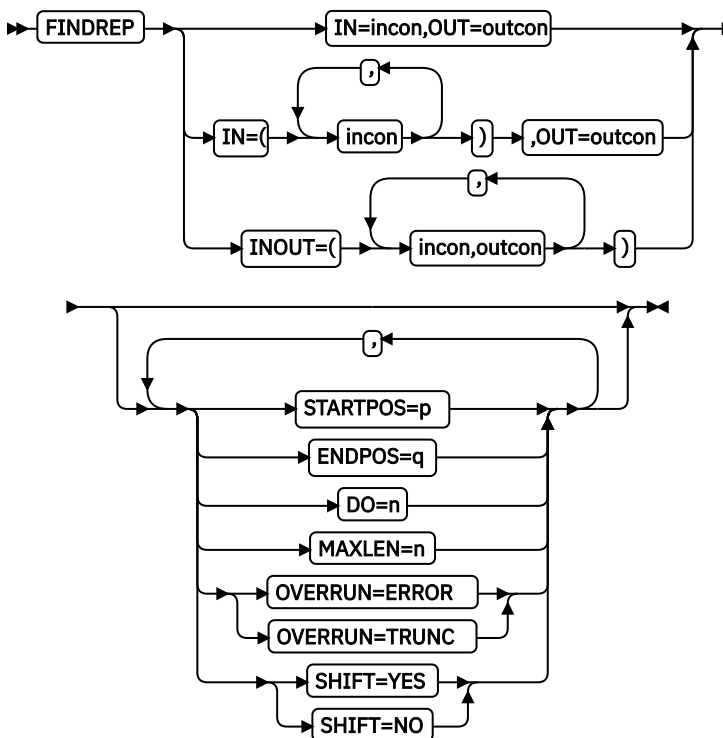 FINDREP IN=incon,OUT=outcon
,
IN=( incon ) ,OUT=outcon
,
INOUT=( incon,outcon )
,
STARTPOS=p
ENDPOS=q
DO=n
MAXLEN=n
OVERRUN=ERROR
OVERRUN=TRUNC
SHIFT=YES
SHIFT=NO